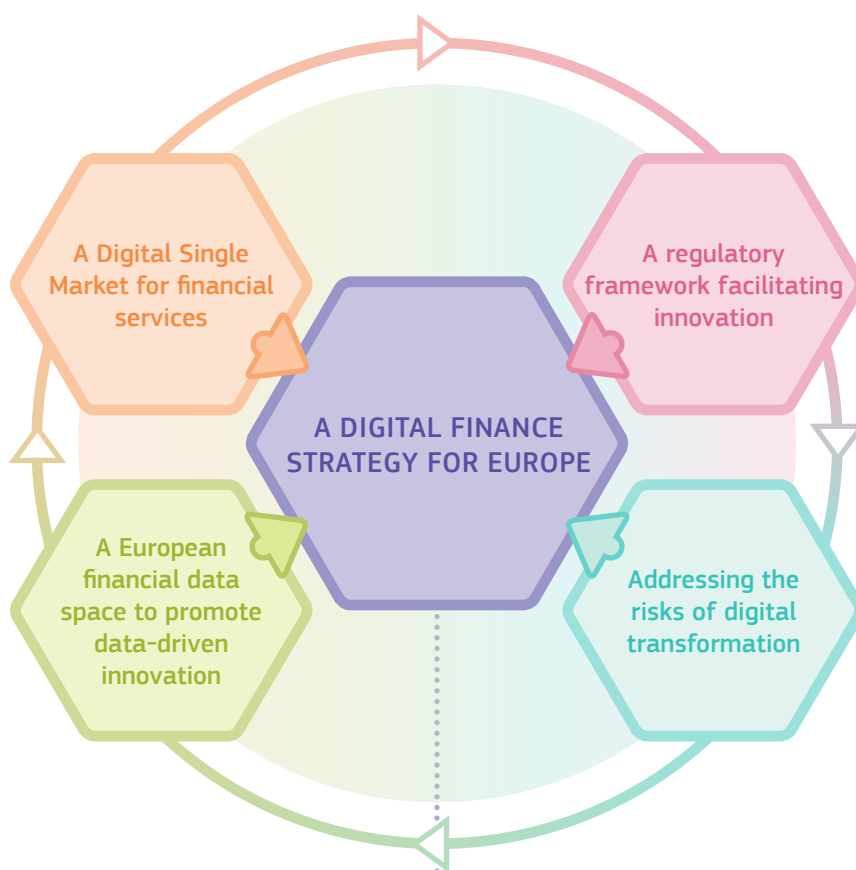 A Digital Single
Market for financial
services
A regulatory
framework facilitating
innovation
A DIGITAL FINANCE
STRATEGY FOR EUROPE
A European
financial data
space to promote
data-driven
innovation
Addressing the
risks of digital
transformation